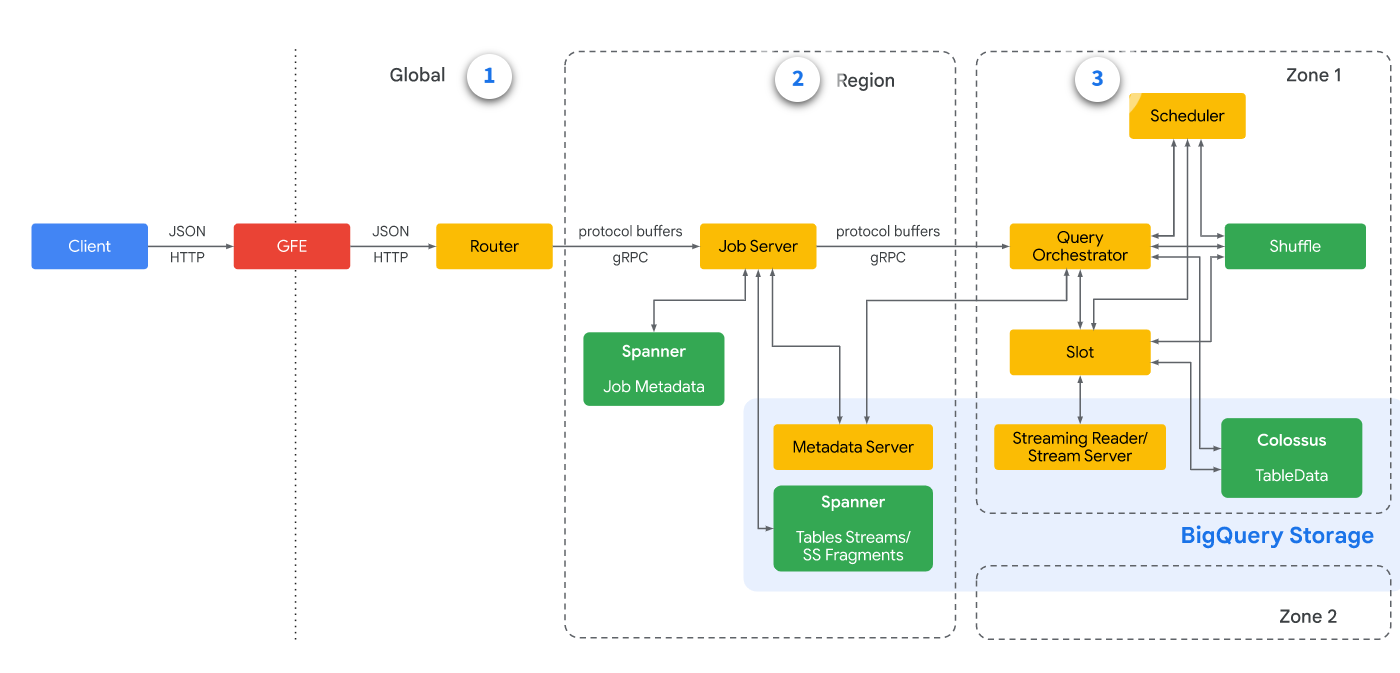 Global
1
2
Region
3
Zone 1
Scheduler
Client
JSON
HTTP
GFE
JSON
HTTP
Router
protocol buffers
gRPC
Job Server
protocol buffers
gRPC
Query
Orchestrator
Shuffle
Spanner
Job Metadata
Slot
Metadata Server
Streaming Reader/
Stream Server
Colossus
TableData
Spanner
Tables Streams/
SS Fragments
BigQuery Storage
Zone 2